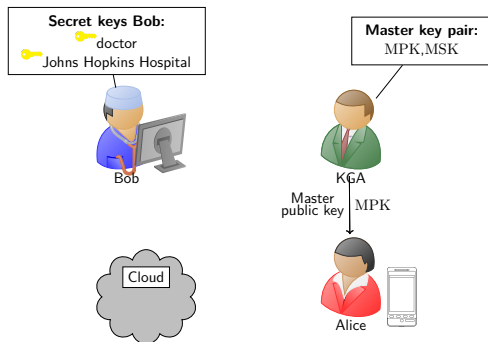 Secret keys Bob:
doctor
Johns Hopkins Hospital
Master key pair:
MPK,MSK
Bob
KGA
Master
public key
MPK
Cloud
Alice